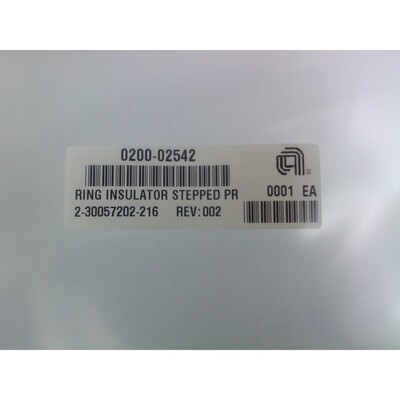 0200-02542
RING INSULATOR STEPPED PR
0001 EA
2-30057202-216 REV:002